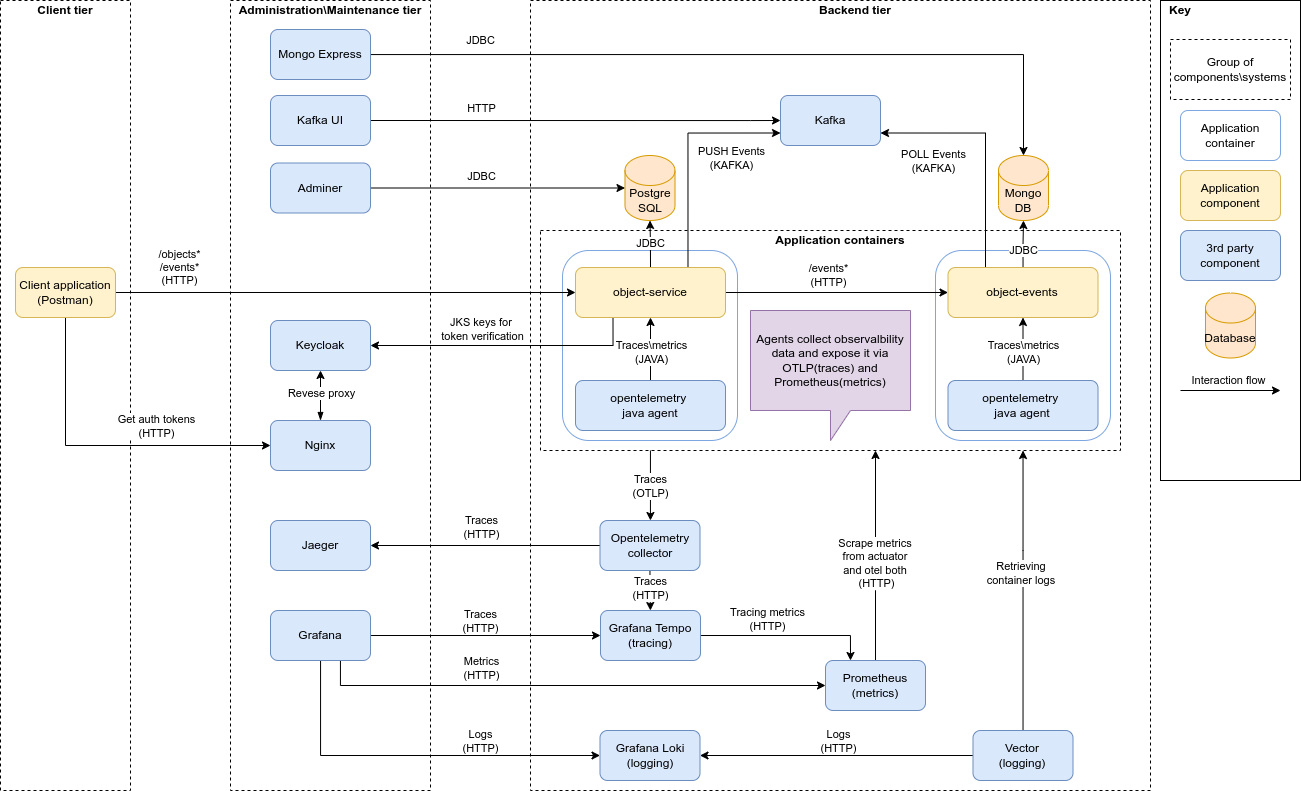 Client tier
Administration\Maintenance tier
Backend tier
Key
Mongo Express
JDBC
Kafka UI
HTTP
Kafka
Adminer
JDBC
PUSH Events
(KAFKA)
POLL Events
(KAFKA)
Postgre
SQL
Mongo
DB
Application containers
JDBC
JDBC
/objects*
/events*
(HTTP)
Client application
(Postman)
object-service
/events*
(HTTP)
object-events
Keycloak
JKS keys for
token verification
Traces\metrics
(JAVA)
Agents collect observalbility
data and expose it via
OTLP(traces) and
Prometheus(metrics)
Traces\metrics
(JAVA)
Revese proxy
opentelemetry
java agent
opentelemetry
java agent
Get auth tokens
(HTTP)
Nginx
Traces
(OTLP)
Jaeger
Traces
(HTTP)
Opentelemetry
collector
Scrape metrics
from actuator
and otel both
(HTTP)
Retrieving
container logs
Traces
(HTTP)
Grafana
Traces
(HTTP)
Grafana Tempo
(tracing)
Tracing metrics
(HTTP)
Metrics
(HTTP)
Prometheus
(metrics)
Logs
(HTTP)
Grafana Loki
(logging)
Logs
(HTTP)
Vector
(logging)
Group of
components\systems
Application
container
Application
component
3rd party
component
Database
Interaction flow